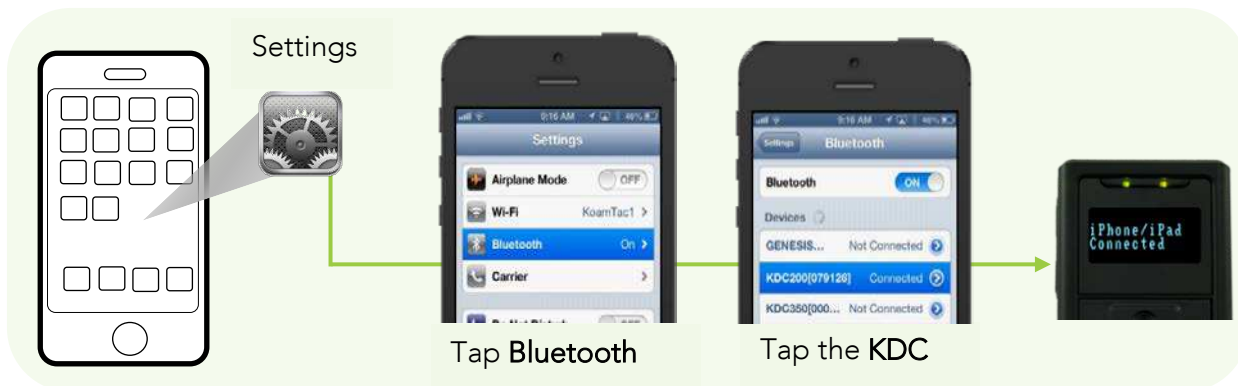 Settings
9:16 AM
46%
Settings
Airplane Mode OFF
Wi-Fi KoamTac1
Bluetooth On
Carrier
Tap Bluetooth
9:16 AM
46%
Settings Bluetooth
Bluetooth ON
Devices
GENESIS... Not Connected
KDC200[079126] Connected
KDC350[000... Not Connected
Tap the KDC
iPhone/iPad
Connected